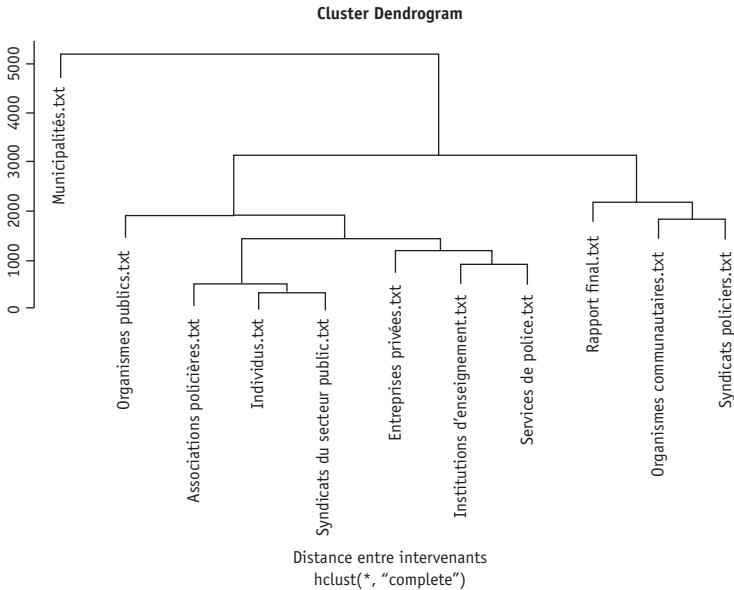 Cluster Dendrogram
5000
4000
3000
2000
1000
0
Municipalités.txt
Organismes publics.txt
Associations policières.txt
Individus.txt
Syndicats du secteur public.txt
Entreprises privées.txt
Institutions d'enseignement.txt
Services de police.txt
Rapport final.txt
Organismes communautaires.txt
Syndicats policiers.txt
Distance entre intervenants
hclust(*, “complete”)